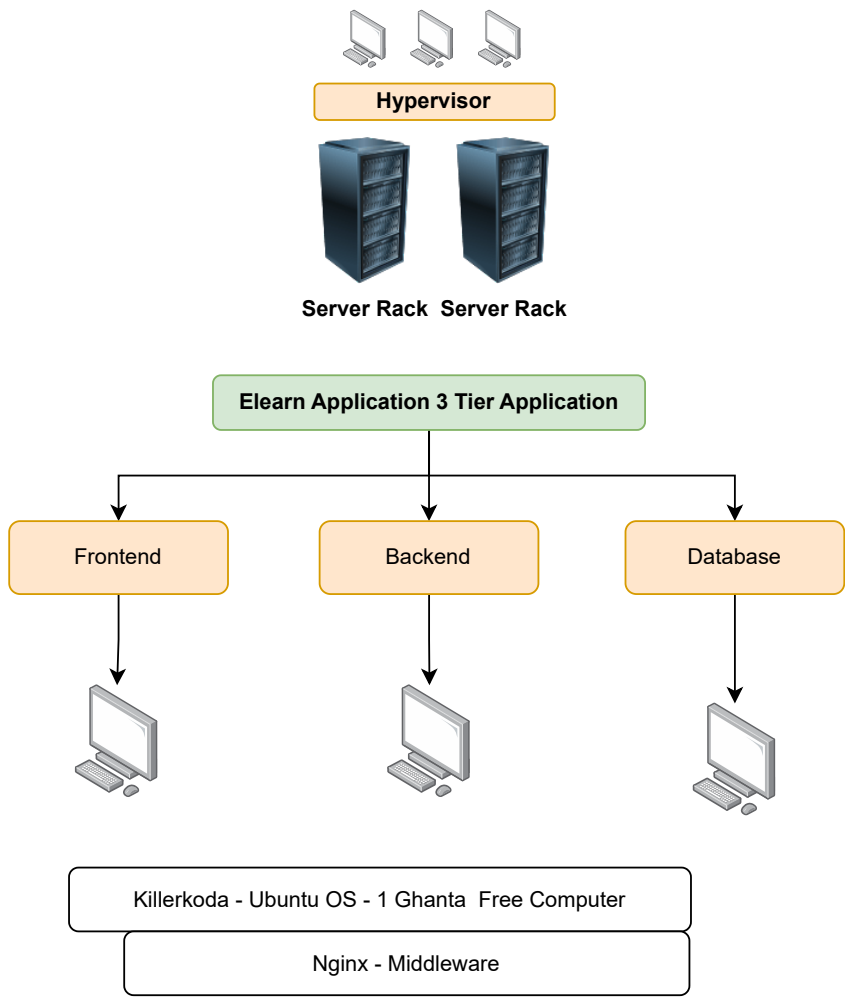 Hypervisor
Server Rack Server Rack
Elearn Application 3 Tier Application
Frontend
Backend
Database
Killerkoda - Ubuntu OS - 1 Ghanta  Free Computer
Nginx - Middleware